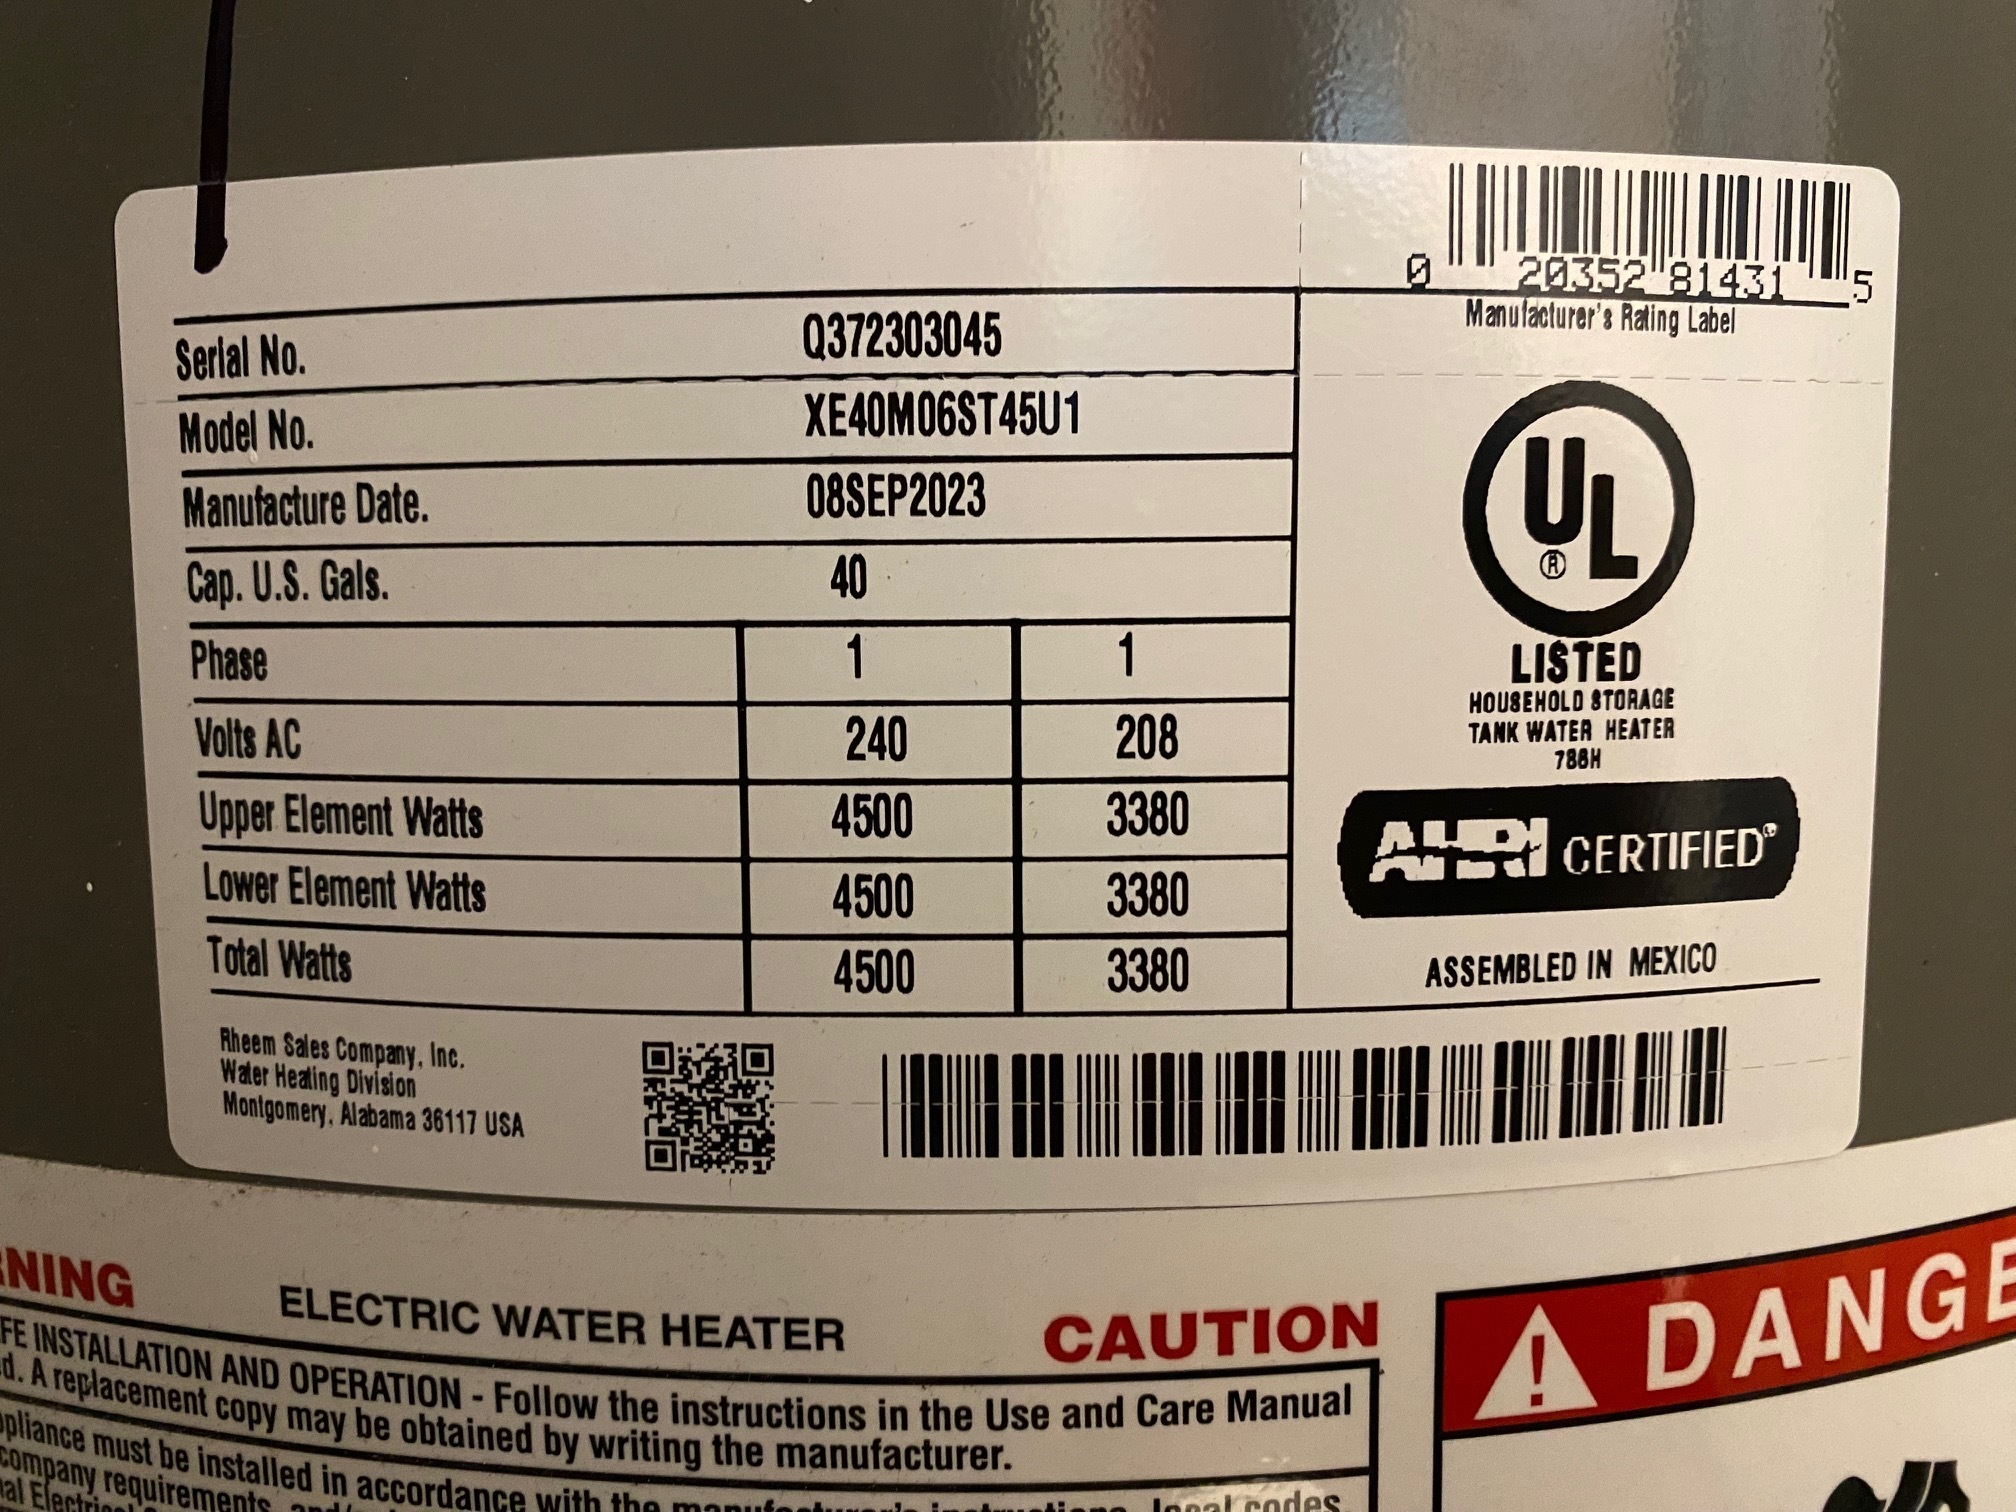 0 20352 81431 5
Manufacturer's Rating Label
Serial No. Q372303045
Model No. XE40M06ST45U1
Manufacture Date. 08SEP2023
Cap. U.S. Gals. 40
Phase 1 1
Volts AC 240 208
Upper Element Watts 4500 3380
Lower Element Watts 4500 3380
Total Watts 4500 3380
UL ®
LISTED
HOUSEHOLD STORAGE
TANK WATER HEATER
786H
AHRI CERTIFIED
ASSEMBLED IN MEXICO
Rheem Sales Company, Inc.
Water Heating Division
Montgomery, Alabama 36117 USA
NING
ELECTRIC WATER HEATER
CAUTION
FE INSTALLATION AND OPERATION - Follow the instructions in the Use and Care Manual
d. A replacement copy may be obtained by writing the manufacturer.
pliance must be installed in accordance with the manufacturer's instructions, local codes,
company requirements
DANGE